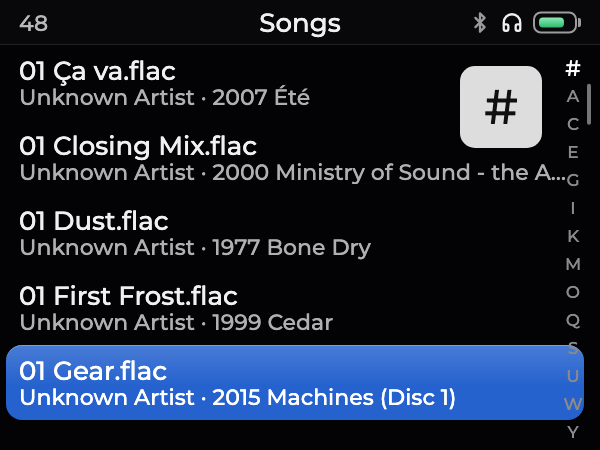 48
Songs
01 Ça va.flac
Unknown Artist · 2007 Été
01 Closing Mix.flac
Unknown Artist · 2000 Ministry of Sound - the A...
01 Dust.flac
Unknown Artist · 1977 Bone Dry
01 First Frost.flac
Unknown Artist · 1999 Cedar
01 Gear.flac
Unknown Artist · 2015 Machines (Disc 1)
#
#
A
C
E
G
I
K
M
O
Q
S
U
W
Y